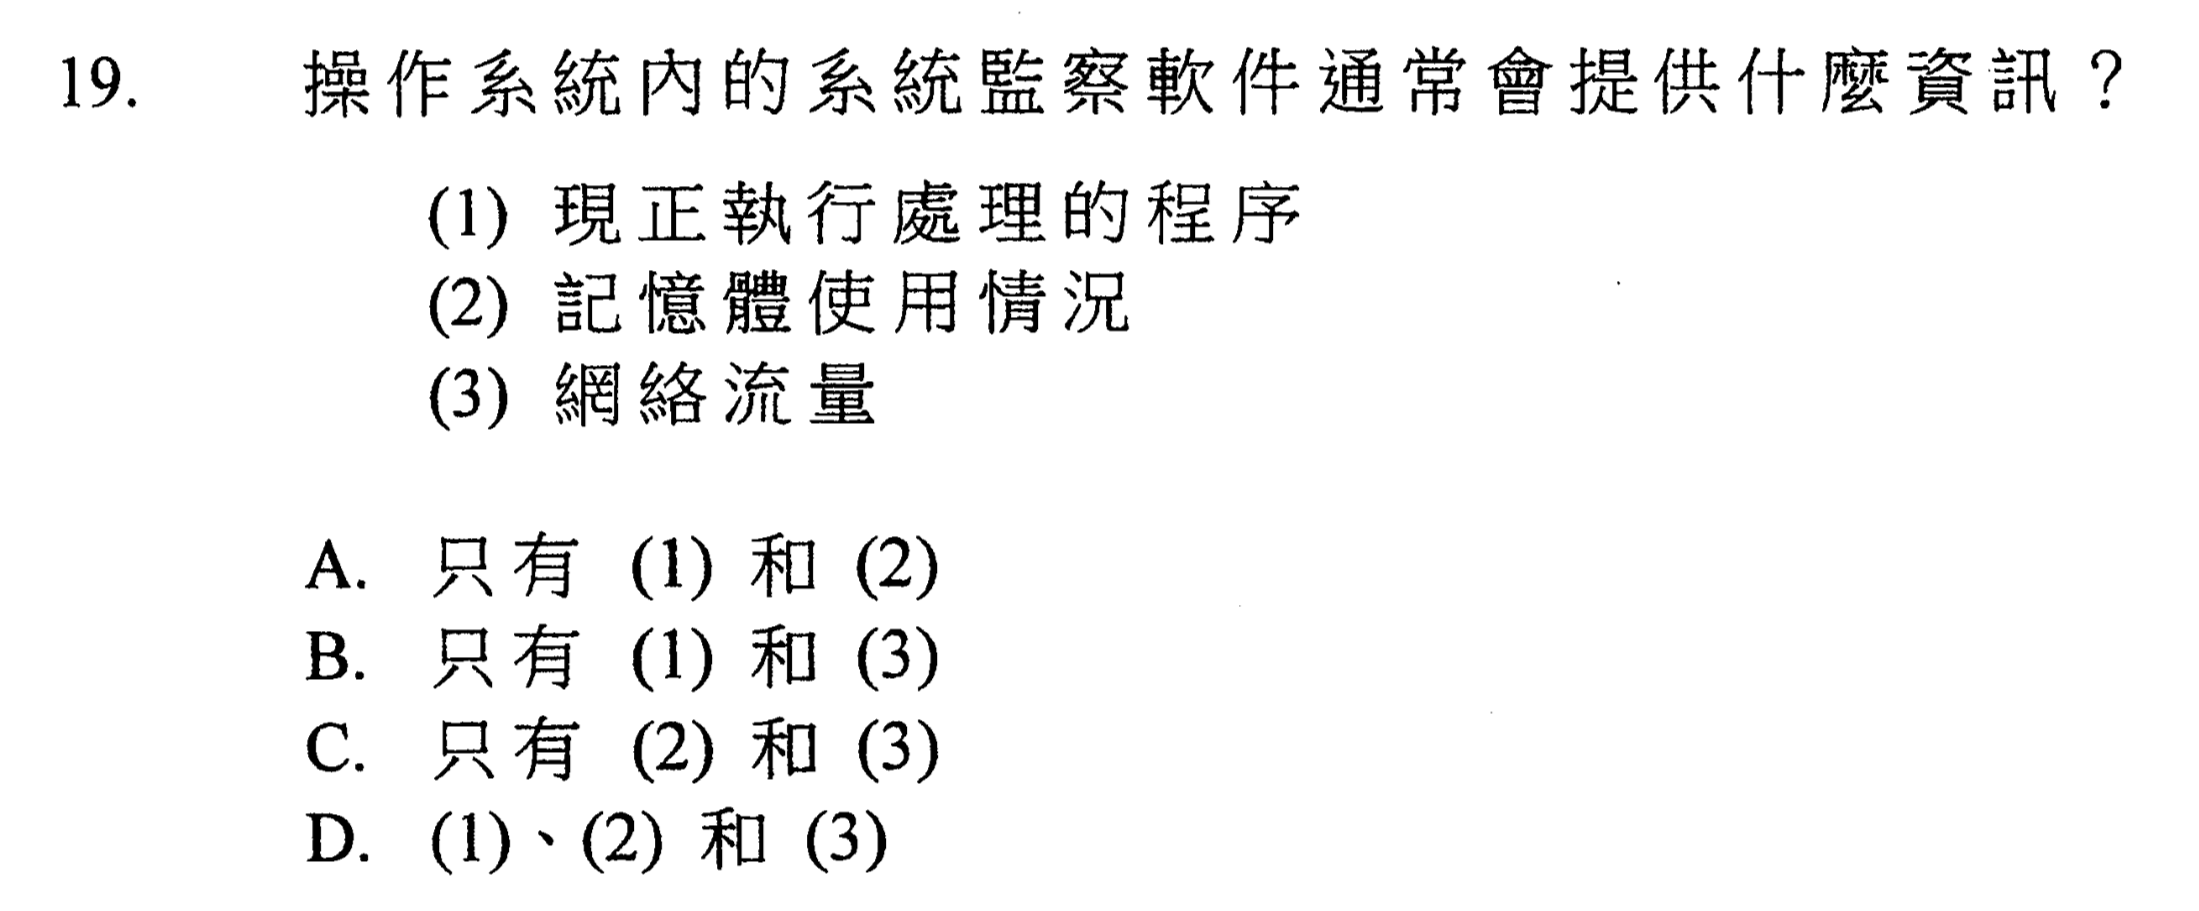 19. 操作系統內的系統監察軟件通常會提供什麼資訊？
(1) 現正執行處理的程序
(2) 記憶體使用情況
(3) 網絡流量
A. 只有 (1) 和 (2)
B. 只有 (1) 和 (3)
C. 只有 (2) 和 (3)
D. (1)、(2) 和 (3)